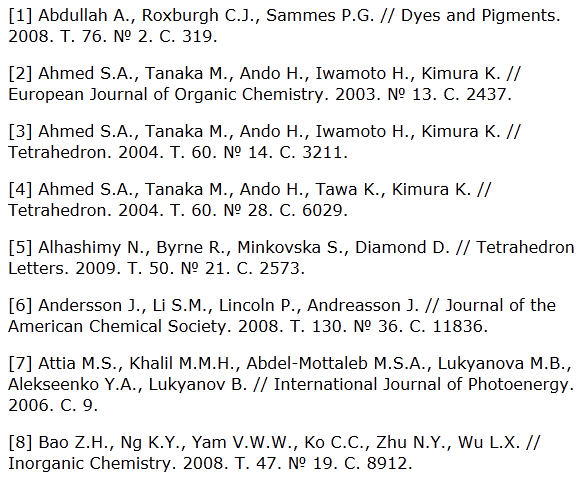 [1] Abdullah A., Roxburgh C.J., Sammes P.G. // Dyes and Pigments.
2008. T. 76. № 2. C. 319.
[2] Ahmed S.A., Tanaka M., Ando H., Iwamoto H., Kimura K. //
European Journal of Organic Chemistry. 2003. № 13. C. 2437.
[3] Ahmed S.A., Tanaka M., Ando H., Iwamoto H., Kimura K. //
Tetrahedron. 2004. T. 60. № 14. C. 3211.
[4] Ahmed S.A., Tanaka M., Ando H., Tawa K., Kimura K. //
Tetrahedron. 2004. T. 60. № 28. C. 6029.
[5] Alhashimy N., Byrne R., Minkovska S., Diamond D. // Tetrahedron
Letters. 2009. T. 50. № 21. C. 2573.
[6] Andersson J., Li S.M., Lincoln P., Andreasson J. // Journal of the
American Chemical Society. 2008. T. 130. № 36. C. 11836.
[7] Attia M.S., Khalil M.M.H., Abdel-Mottaleb M.S.A., Lukyanova M.B.,
Alekseenko Y.A., Lukyanov B. // International Journal of Photoenergy.
2006. C. 9.
[8] Bao Z.H., Ng K.Y., Yam V.W.W., Ko C.C., Zhu N.Y., Wu L.X. //
Inorganic Chemistry. 2008. T. 47. № 19. C. 8912.